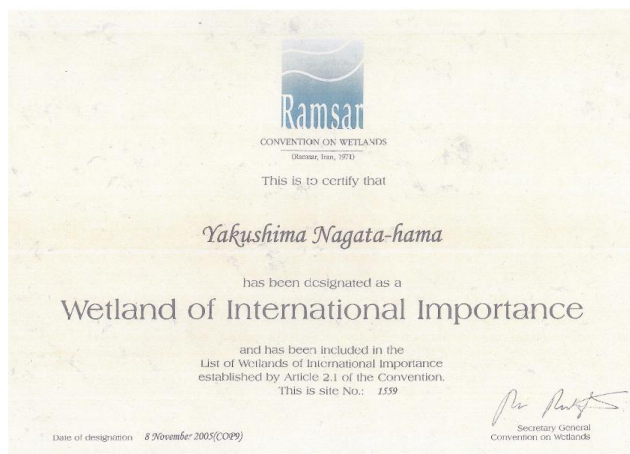 Ramsar
CONVENTION ON WETLANDS
(Ramsar, Iran, 1971)
This is to certify that
Yakushima Nagata-hama
has been designated as a
Wetland of International Importance
and has been included in the
List of Wetlands of International Importance
established by Article 2.1 of the Convention.
This is site No.: 1559
Secretary General
Convention on Wetlands
Date of designation 8 November 2005(COP9)